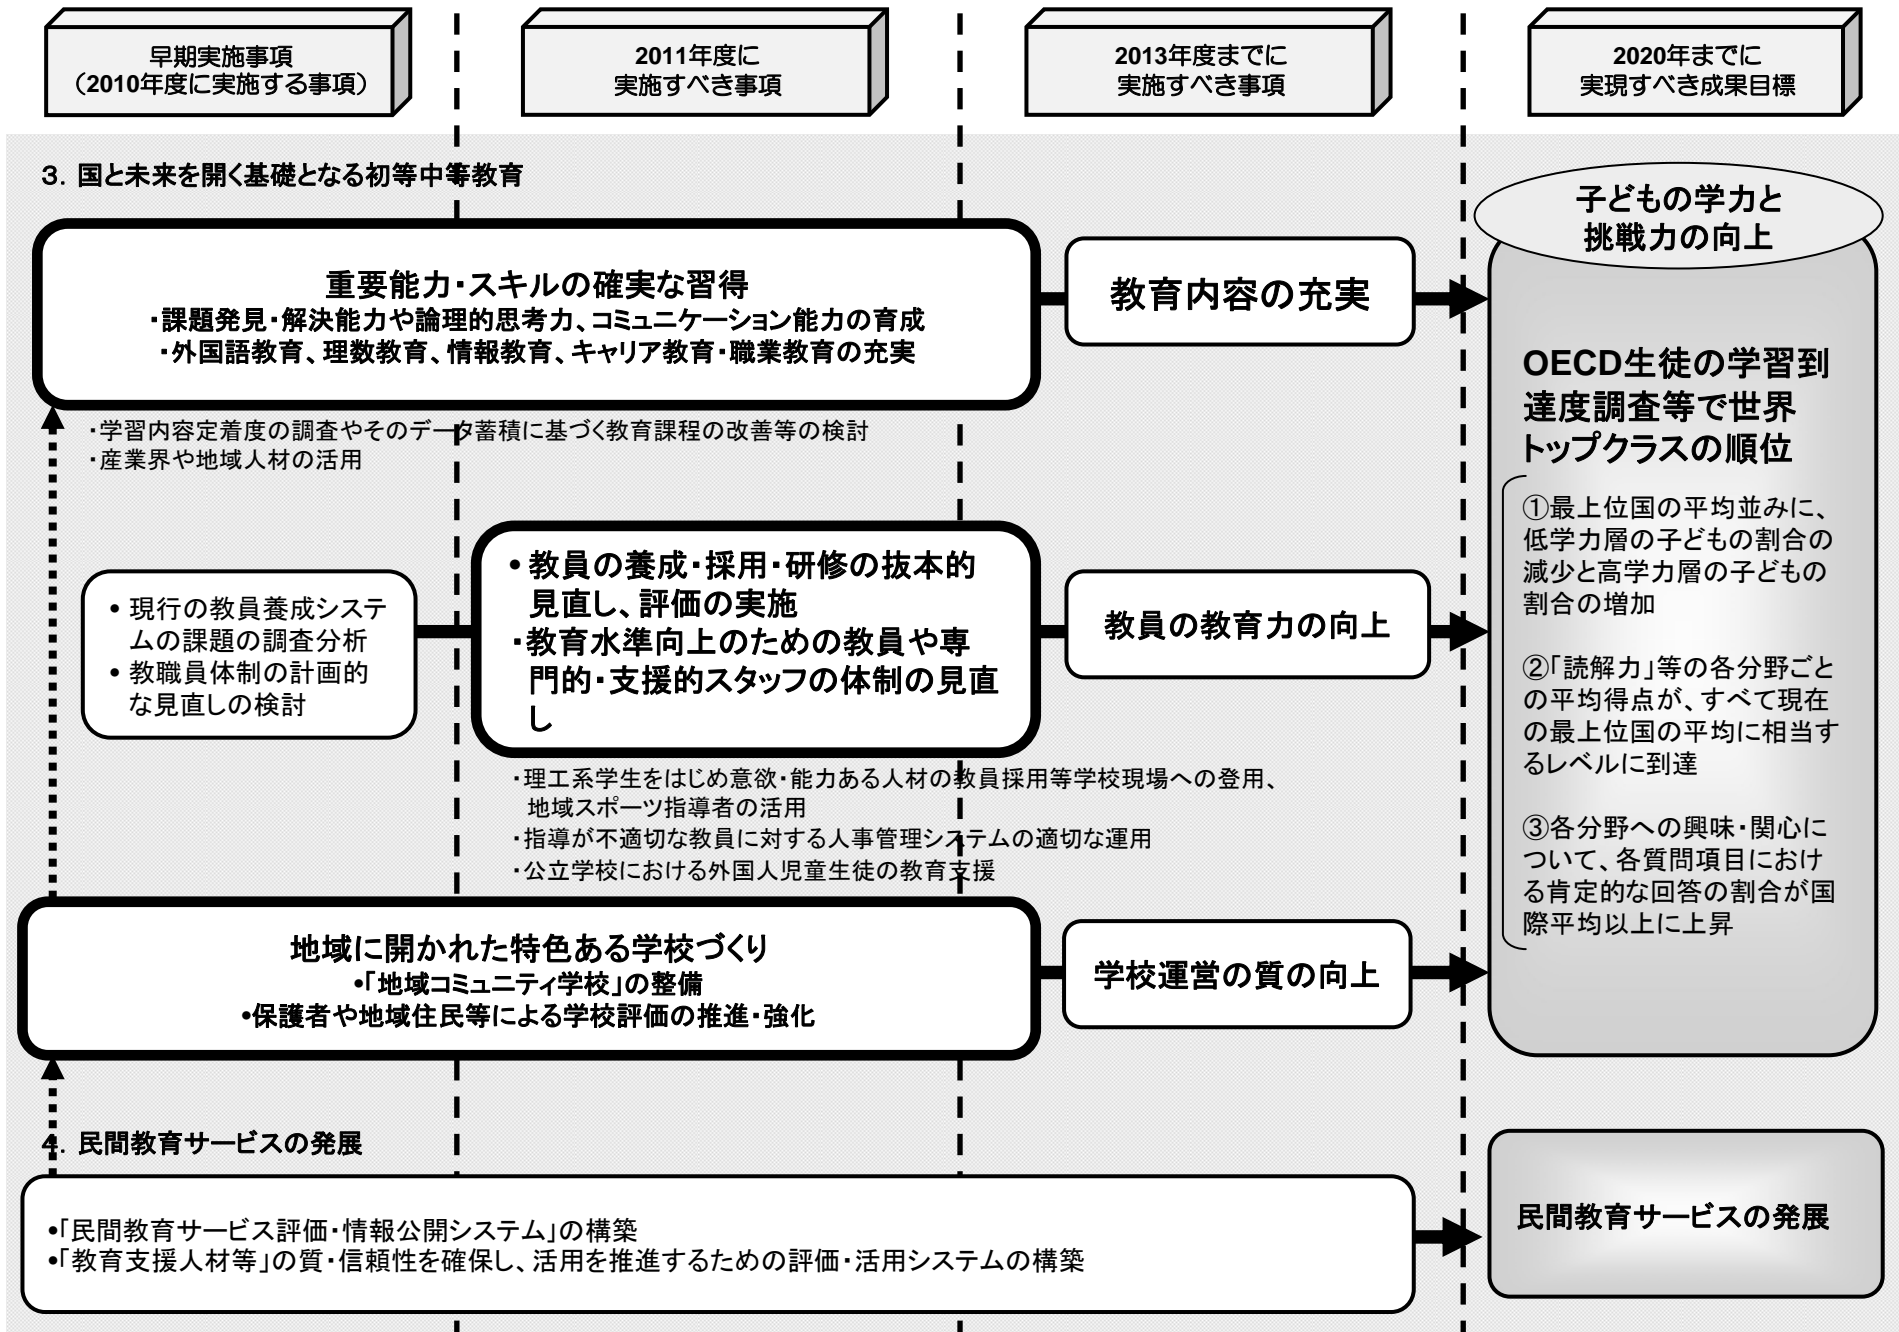 早期実施事項
（2010年度に実施する事項）
2011年度に
実施すべき事項
2013年度までに
実施すべき事項
2020年までに
実現すべき成果目標
３．国と未来を開く基礎となる初等中等教育
重要能力・スキルの確実な習得
・課題発見・解決能力や論理的思考力、コミュニケーション能力の育成
・外国語教育、理数教育、情報教育、キャリア教育・職業教育の充実
教育内容の充実
・学習内容定着度の調査やそのデータ蓄積に基づく教育課程の改善等の検討
・産業界や地域人材の活用
• 現行の教員養成システ
ムの課題の調査分析
• 教職員体制の計画的
な見直しの検討
• 教員の養成・採用・研修の抜本的
見直し、評価の実施
・教育水準向上のための教員や専
門的・支援的スタッフの体制の見直
し
教員の教育力の向上
・理工系学生をはじめ意欲・能力ある人材の教員採用等学校現場への登用、
地域スポーツ指導者の活用
・指導が不適切な教員に対する人事管理システムの適切な運用
・公立学校における外国人児童生徒の教育支援
地域に開かれた特色ある学校づくり
•「地域コミュニティ学校」の整備
•保護者や地域住民等による学校評価の推進・強化
学校運営の質の向上
子どもの学力と
挑戦力の向上
OECD生徒の学習到
達度調査等で世界
トップクラスの順位
①最上位国の平均並みに、
低学力層の子どもの割合の
減少と高学力層の子どもの
割合の増加
②「読解力」等の各分野ごと
の平均得点が、すべて現在
の最上位国の平均に相当す
るレベルに到達
③各分野への興味・関心に
ついて、各質問項目におけ
る肯定的な回答の割合が国
際平均以上に上昇
４．民間教育サービスの発展
•「民間教育サービス評価・情報公開システム」の構築
•「教育支援人材等」の質・信頼性を確保し、活用を推進するための評価・活用システムの構築
民間教育サービスの発展